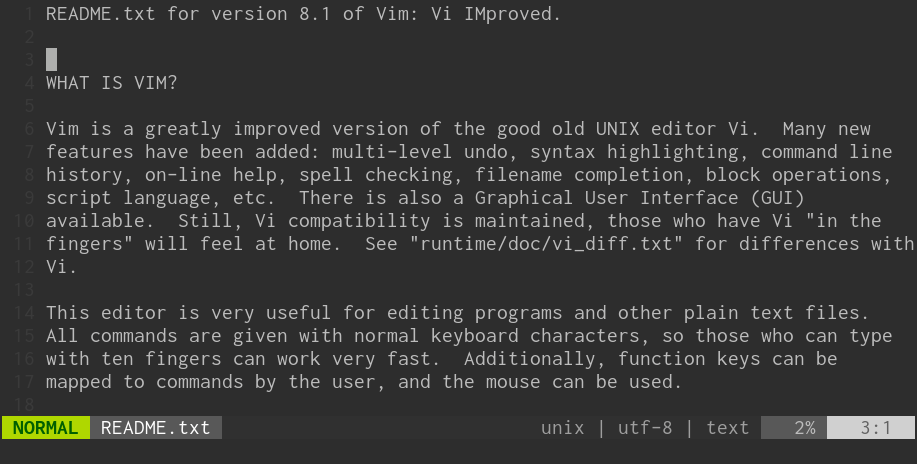 1 README.txt for version 8.1 of Vim: Vi IMproved.
2
3
4 WHAT IS VIM?
5
6 Vim is a greatly improved version of the good old UNIX editor Vi.  Many new
7 features have been added: multi-level undo, syntax highlighting, command line
8 history, on-line help, spell checking, filename completion, block operations,
9 script language, etc.  There is also a Graphical User Interface (GUI)
10 available.  Still, Vi compatibility is maintained, those who have Vi "in the
11 fingers" will feel at home.  See "runtime/doc/vi_diff.txt" for differences with
12 Vi.
13
14 This editor is very useful for editing programs and other plain text files.
15 All commands are given with normal keyboard characters, so those who can type
16 with ten fingers can work very fast.  Additionally, function keys can be
17 mapped to commands by the user, and the mouse can be used.
18
NORMAL README.txt unix | utf-8 | text 2% 3:1